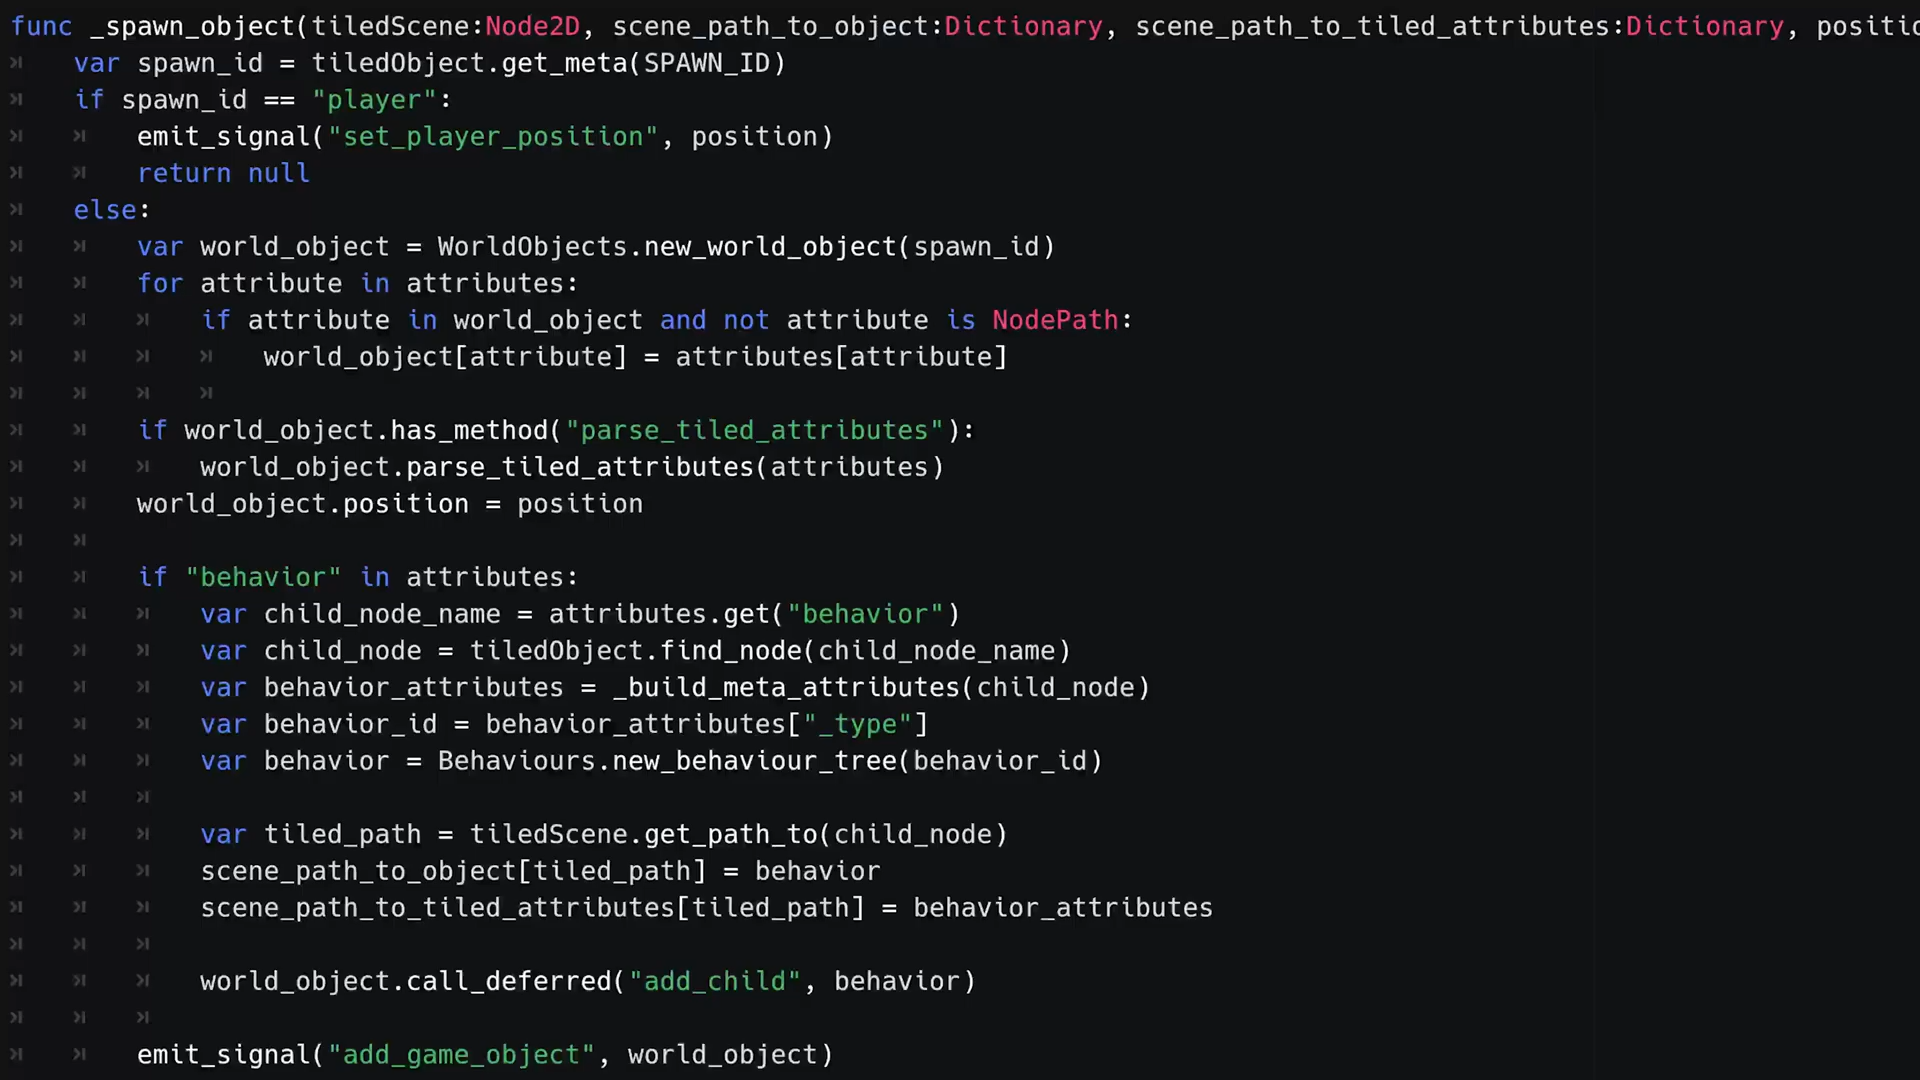 func _spawn_object(tiledScene:Node2D, scene_path_to_object:Dictionary, scene_path_to_tiled_attributes:Dictionary, positio
var spawn_id = tiledObject.get_meta(SPAWN_ID)
if spawn_id == "player":
emit_signal("set_player_position", position)
return null
else:
var world_object = WorldObjects.new_world_object(spawn_id)
for attribute in attributes:
if attribute in world_object and not attribute is NodePath:
world_object[attribute] = attributes[attribute]
if world_object.has_method("parse_tiled_attributes"):
world_object.parse_tiled_attributes(attributes)
world_object.position = position
if "behavior" in attributes:
var child_node_name = attributes.get("behavior")
var child_node = tiledObject.find_node(child_node_name)
var behavior_attributes = _build_meta_attributes(child_node)
var behavior_id = behavior_attributes["_type"]
var behavior = Behaviours.new_behaviour_tree(behavior_id)
var tiled_path = tiledScene.get_path_to(child_node)
scene_path_to_object[tiled_path] = behavior
scene_path_to_tiled_attributes[tiled_path] = behavior_attributes
world_object.call_deferred("add_child", behavior)
emit_signal("add_game_object", world_object)